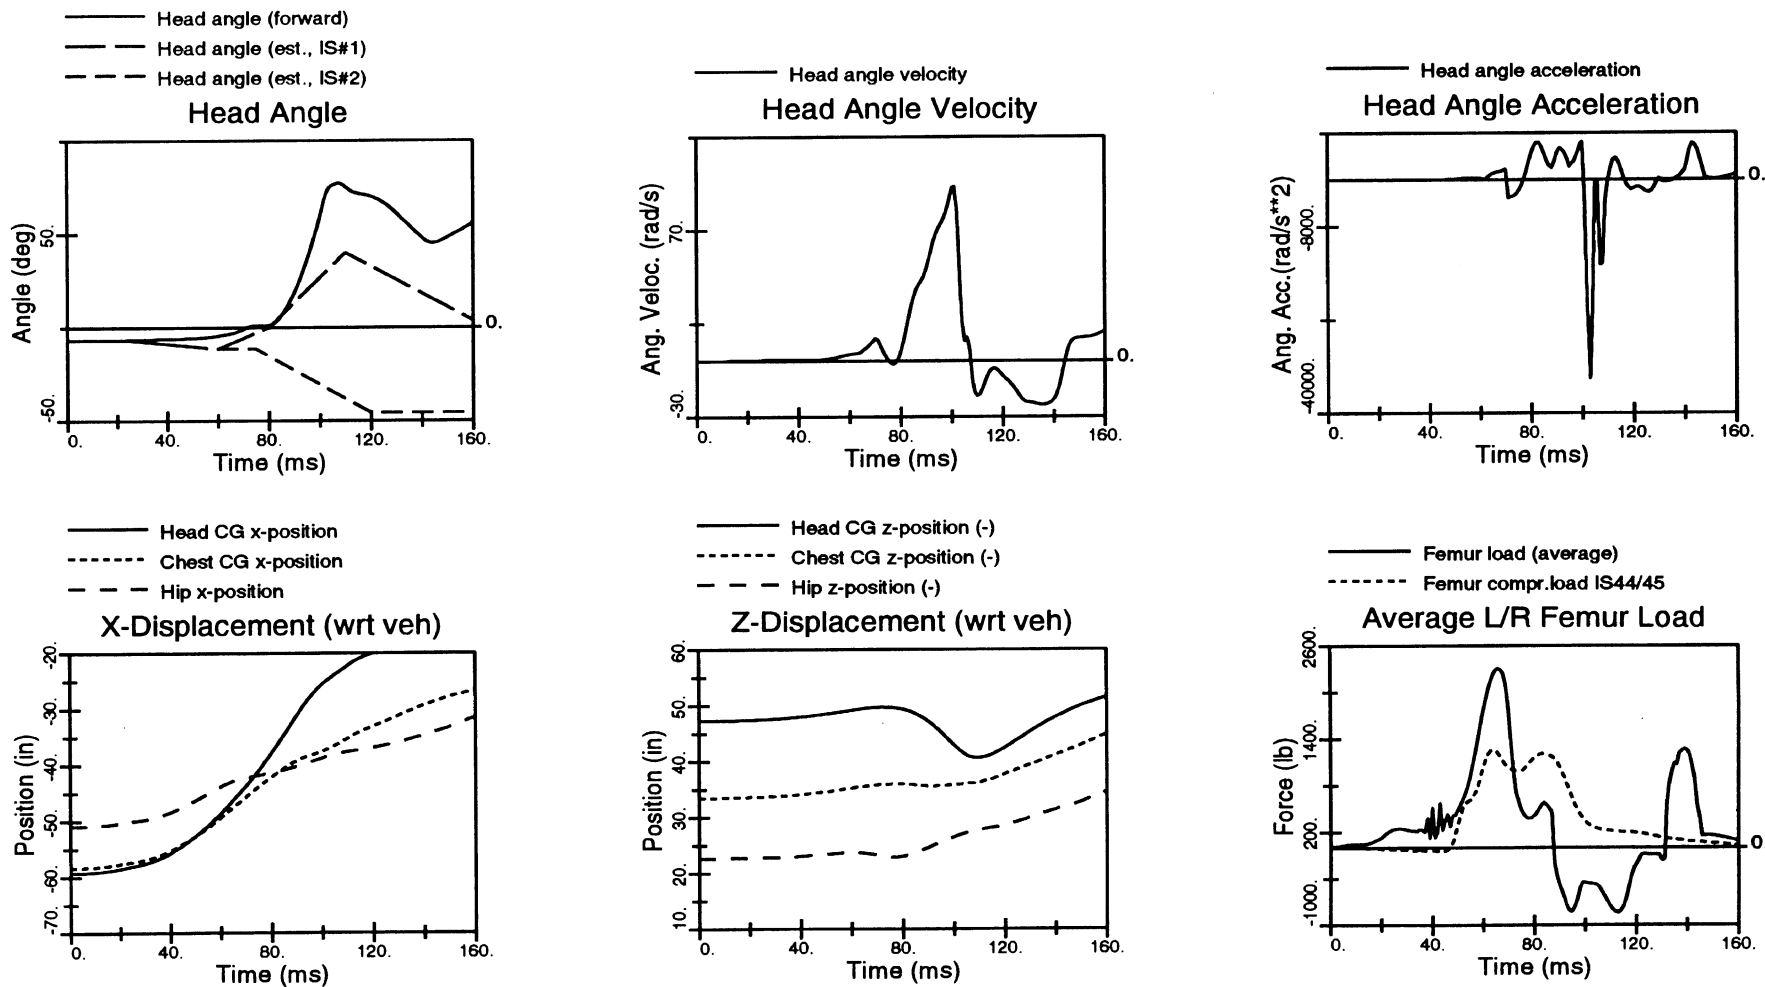 Head angle (forward)
Head angle (est., IS#1)
Head angle (est., IS#2)
Head Angle
Angle (deg)
50.
0.
-50.
0. 40. 80. 120. 160.
Time (ms)
Head angle velocity
Head Angle Velocity
Ang. Veloc. (rad/s)
70.
0.
-30.
0. 40. 80. 120. 160.
Time (ms)
Head angle acceleration
Head Angle Acceleration
Ang. Acc.(rad/s**2)
0.
-8000.
-40000.
0. 40. 80. 120. 160.
Time (ms)
Head CG x-position
Chest CG x-position
Hip x-position
X-Displacement (wrt veh)
Position (in)
-20.
-30.
-40.
-50.
-60.
-70.
0. 40. 80. 120. 160.
Time (ms)
Head CG z-position (-)
Chest CG z-position (-)
Hip z-position (-)
Z-Displacement (wrt veh)
Position (in)
60.
50.
40.
30.
20.
10.
0. 40. 80. 120. 160.
Time (ms)
Femur load (average)
Femur compr.load IS44/45
Average L/R Femur Load
Force (lb)
2600.
1400.
200.
0.
-1000.
0. 40. 80. 120. 160.
Time (ms)